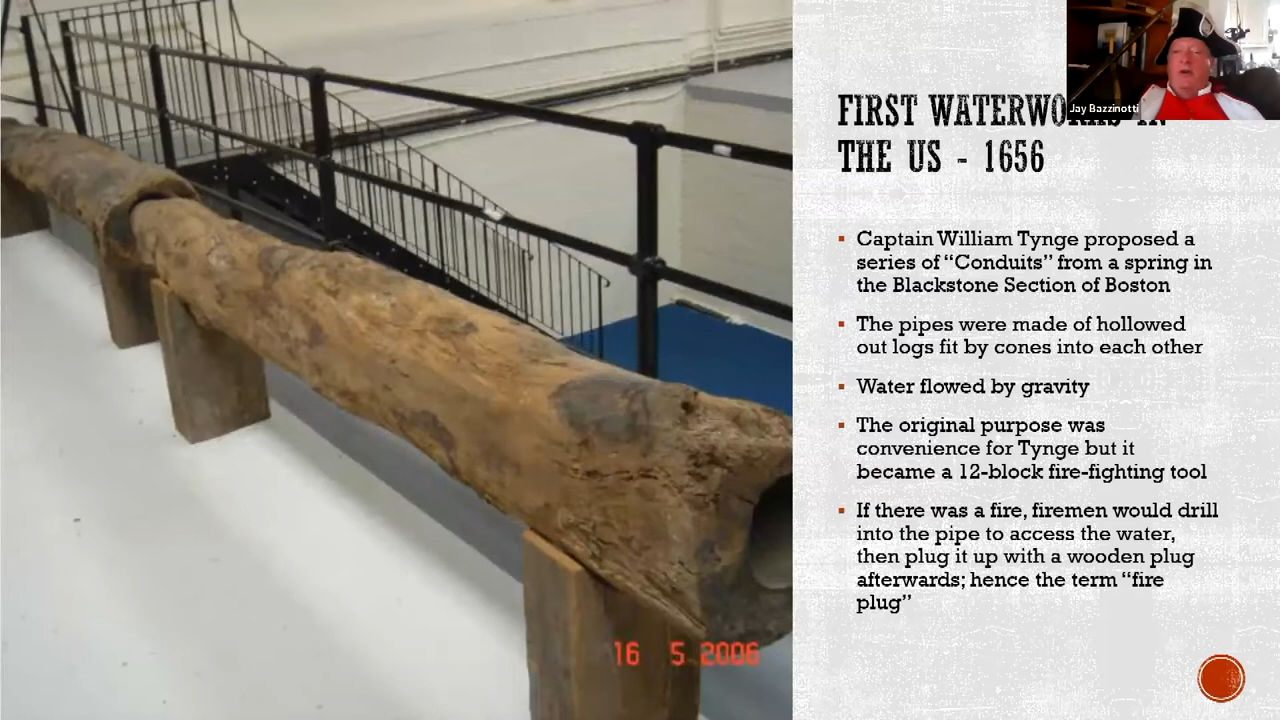 Jay Bazzinotti
FIRST WATERWORKS IN
THE US - 1656
▪ Captain William Tynge proposed a
series of “Conduits” from a spring in
the Blackstone Section of Boston
▪ The pipes were made of hollowed
out logs fit by cones into each other
▪ Water flowed by gravity
▪ The original purpose was
convenience for Tynge but it
became a 12-block fire-fighting tool
▪ If there was a fire, firemen would drill
into the pipe to access the water,
then plug it up with a wooden plug
afterwards; hence the term “fire
plug”
16 5 2006